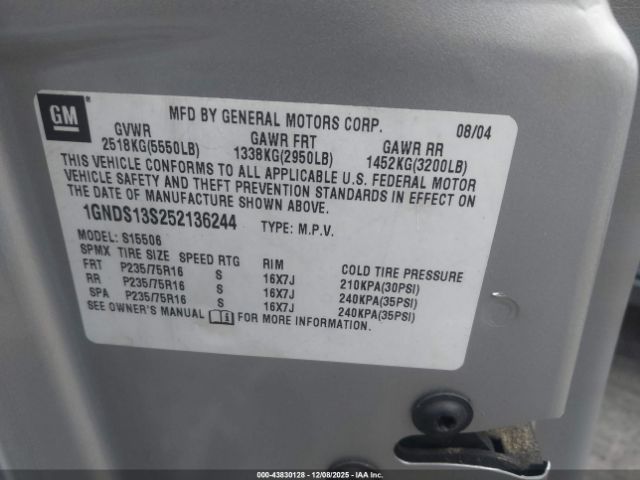 GM
MFD BY GENERAL MOTORS CORP. 08/04
GVWR GAWR FRT GAWR RR
2518KG(5550LB) 1338KG(2950LB) 1452KG(3200LB)
THIS VEHICLE CONFORMS TO ALL APPLICABLE U.S. FEDERAL MOTOR
VEHICLE SAFETY AND THEFT PREVENTION STANDARDS IN EFFECT ON
THE DATE OF MANUFACTURE SHOWN ABOVE.
1GNDS13S252136244 TYPE: M.P.V.
MODEL: S15506
SPMX TIRE SIZE SPEED RTG RIM COLD TIRE PRESSURE
FRT P235/75R16 S 16X7J 210KPA(30PSI)
RR P235/75R16 S 16X7J 240KPA(35PSI)
SPA P235/75R16 S 16X7J 240KPA(35PSI)
SEE OWNER'S MANUAL FOR MORE INFORMATION.
000-43830128 - 12/08/2025 - IAA Inc.